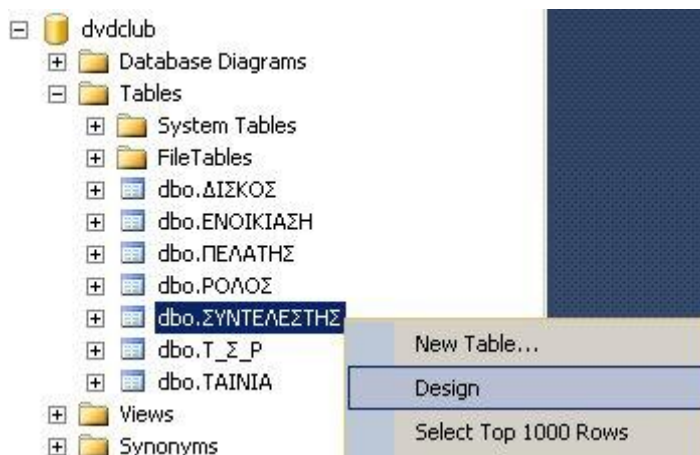 dvdclub
Database Diagrams
Tables
System Tables
FileTables
dbo.ΔΙΣΚΟΣ
dbo.ΕΝΟΙΚΙΑΣΗ
dbo.ΠΕΛΑΤΗΣ
dbo.ΡΟΛΟΣ
dbo.ΣΥΝΤΕΛΕΣΤΗΣ
dbo.Τ_Σ_Ρ
dbo.ΤΑΙΝΙΑ
Views
Synonyms
New Table...
Design
Select Top 1000 Rows